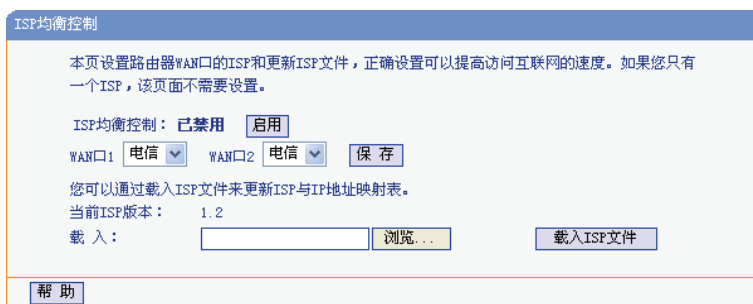 ISP均衡控制
本页设置路由器WAN口的ISP和更新ISP文件，正确设置可以提高访问互联网的速度。如果您只有
一个ISP，该页面不需要设置。
ISP均衡控制： 已禁用 启用
WAN口1 电信 WAN口2 电信 保 存
您可以通过载入ISP文件来更新ISP与IP地址映射表。
当前ISP版本： 1.2
载 入： 浏览... 载入ISP文件
帮 助